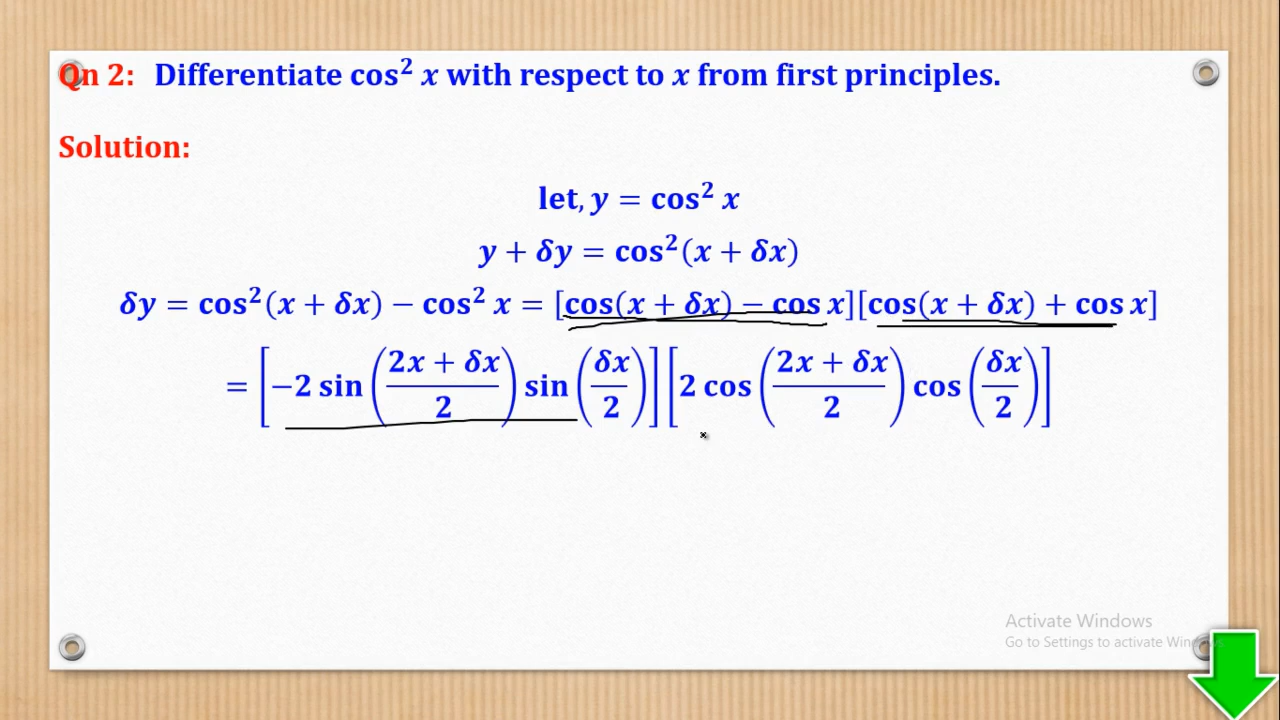 Qn 2: Differentiate cos² x with respect to x from first principles.
Solution:
let, y = cos² x
y + δy = cos²(x + δx)
δy = cos²(x + δx) − cos² x = [cos(x + δx) − cos x][cos(x + δx) + cos x]
= [−2 sin((2x + δx)/2) sin(δx/2)][2 cos((2x + δx)/2) cos(δx/2)]
Activate Windows
Go to Settings to activate Windows